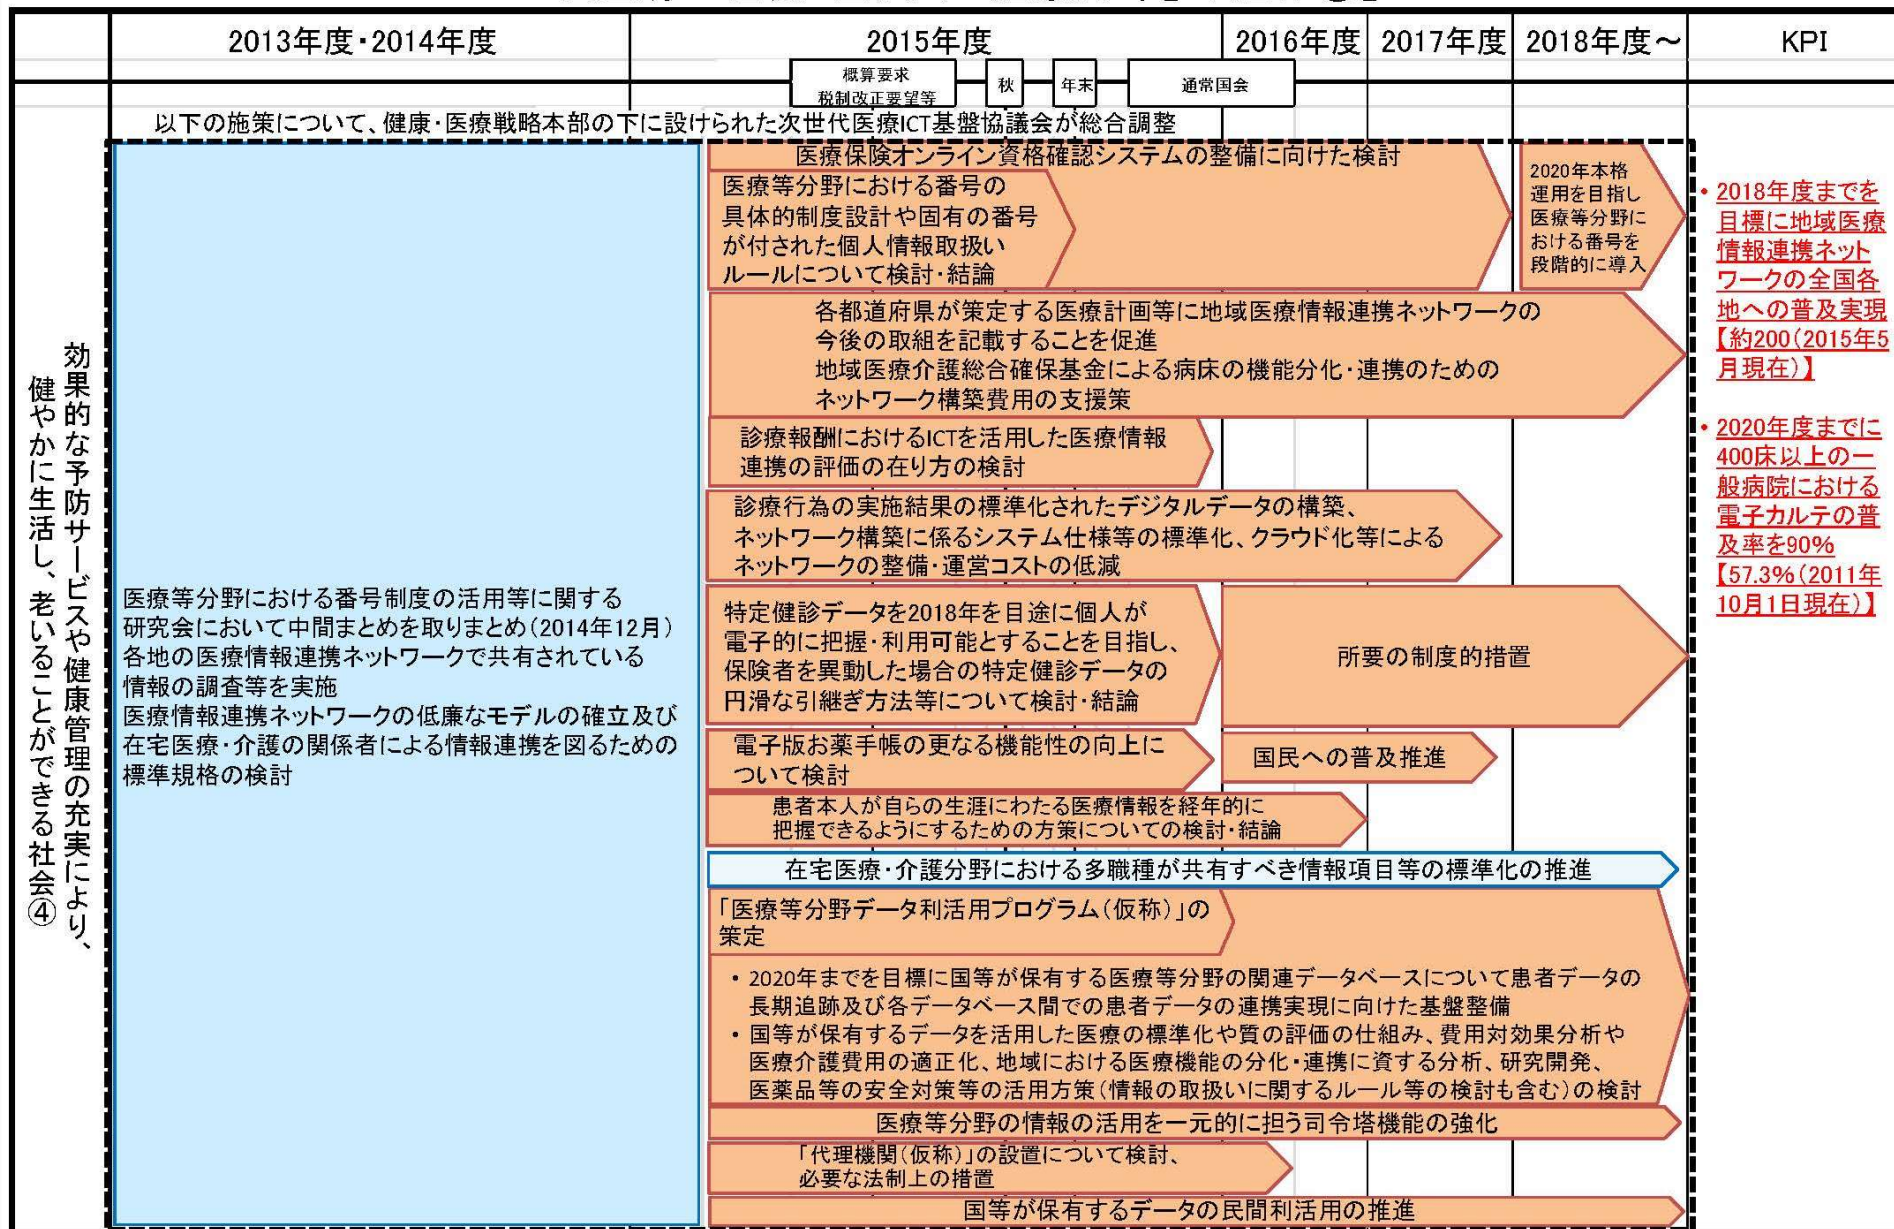 2013年度・2014年度
2015年度
2016年度
2017年度
2018年度～
KPI
概算要求
税制改正要望等
秋
年末
通常国会
以下の施策について、健康・医療戦略本部の下に設けられた次世代医療ICT基盤協議会が総合調整
効果的な予防サービスや健康管理の充実により、
健やかに生活し、老いることができる社会④
医療等分野における番号制度の活用等に関する
研究会において中間まとめを取りまとめ(2014年12月)
各地の医療情報連携ネットワークで共有されている
情報の調査等を実施
医療情報連携ネットワークの低廉なモデルの確立及び
在宅医療・介護の関係者による情報連携を図るための
標準規格の検討
医療保険オンライン資格確認システムの整備に向けた検討
医療等分野における番号の
具体的制度設計や固有の番号
が付された個人情報取扱い
ルールについて検討・結論
2020年本格
運用を目指し
医療等分野に
おける番号を
段階的に導入
各都道府県が策定する医療計画等に地域医療情報連携ネットワークの
今後の取組を記載することを促進
地域医療介護総合確保基金による病床の機能分化・連携のための
ネットワーク構築費用の支援策
診療報酬におけるICTを活用した医療情報
連携の評価の在り方の検討
診療行為の実施結果の標準化されたデジタルデータの構築、
ネットワーク構築に係るシステム仕様等の標準化、クラウド化等による
ネットワークの整備・運営コストの低減
特定健診データを2018年を目途に個人が
電子的に把握・利用可能とすることを目指し、
保険者を異動した場合の特定健診データの
円滑な引継ぎ方法等について検討・結論
所要の制度的措置
電子版お薬手帳の更なる機能性の向上に
ついて検討
国民への普及推進
患者本人が自らの生涯にわたる医療情報を経年的に
把握できるようにするための方策についての検討・結論
在宅医療・介護分野における多職種が共有すべき情報項目等の標準化の推進
「医療等分野データ利活用プログラム(仮称)」の
策定
・2020年までを目標に国等が保有する医療等分野の関連データベースについて患者データの
長期追跡及び各データベース間での患者データの連携実現に向けた基盤整備
・国等が保有するデータを活用した医療の標準化や質の評価の仕組み、費用対効果分析や
医療介護費用の適正化、地域における医療機能の分化・連携に資する分析、研究開発、
医薬品等の安全対策等の活用方策(情報の取扱いに関するルール等の検討も含む)の検討
医療等分野の情報の活用を一元的に担う司令塔機能の強化
「代理機関(仮称)」の設置について検討、
必要な法制上の措置
国等が保有するデータの民間利活用の推進
・2018年度までを
目標に地域医療
情報連携ネット
ワークの全国各
地への普及実現
【約200(2015年5
月現在)】
・2020年度までに
400床以上の一
般病院における
電子カルテの普
及率を90%
【57.3%(2011年
10月1日現在)】